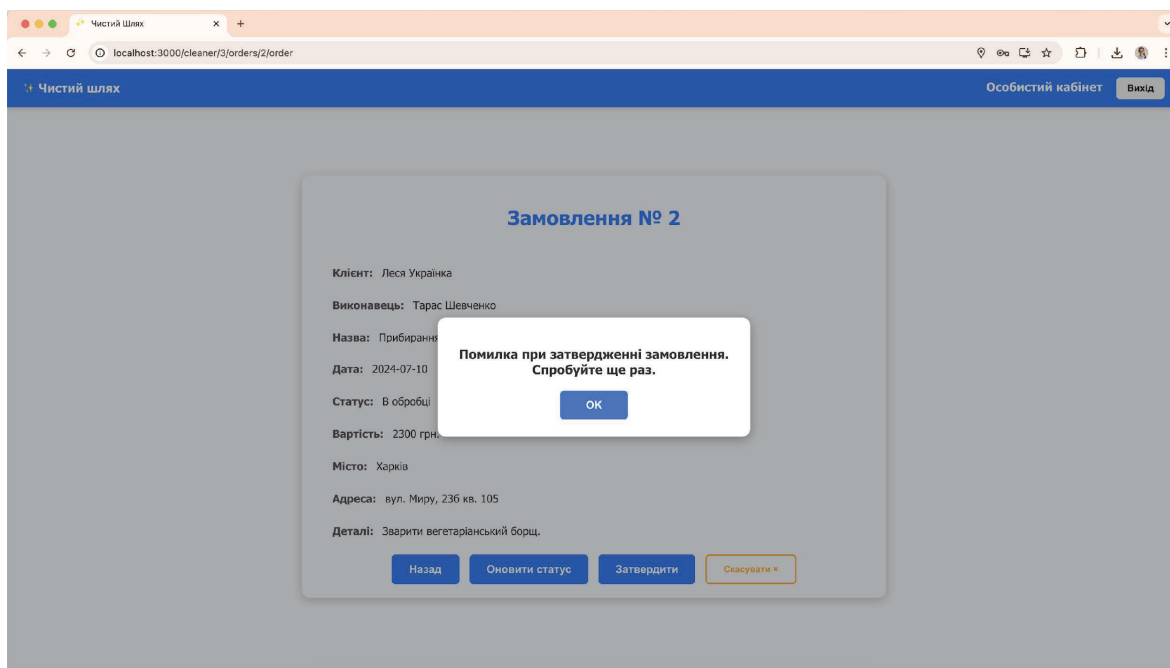 Чистий Шлях
localhost:3000/cleaner/3/orders/2/order
Чистий шлях
Особистий кабінет
Вихід
Замовлення № 2
Клієнт: Леся Українка
Виконавець: Тарас Шевченко
Назва: Прибирання
Дата: 2024-07-10
Статус: В обробці
Вартість: 2300 грн.
Місто: Харків
Адреса: вул. Миру, 23б кв. 105
Деталі: Зварити вегетаріанський борщ.
Помилка при затвердженні замовлення.
Спробуйте ще раз.
OK
Назад
Оновити статус
Затвердити
Скасувати ×